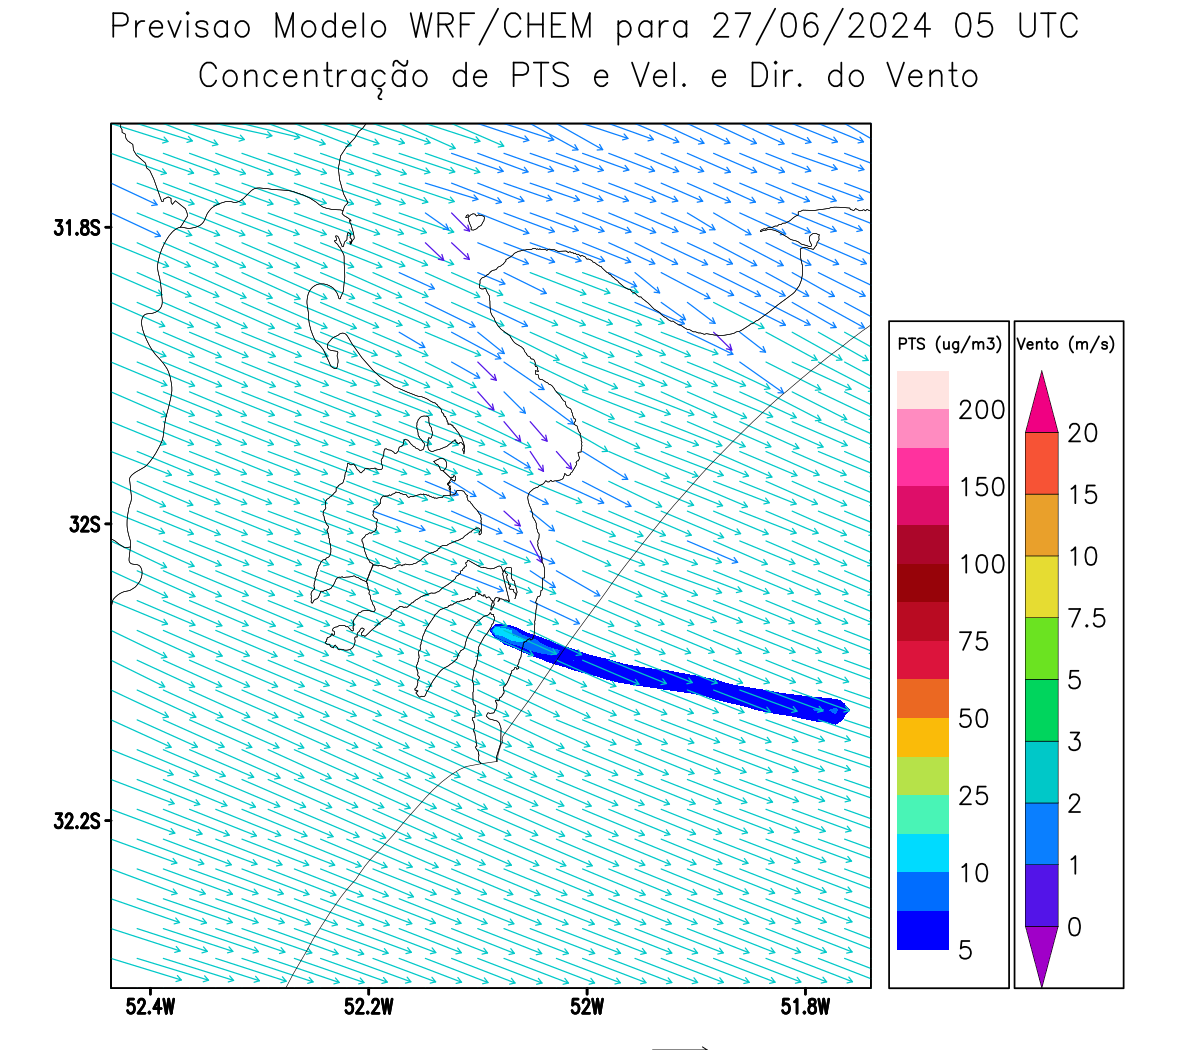 Previsao Modelo WRF/CHEM para 27/06/2024 05 UTC
Concentração de PTS e Vel. e Dir. do Vento
31.8S
32S
32.2S
52.4W
52.2W
52W
51.8W
PTS (ug/m3)
200
150
100
75
50
25
10
5
Vento (m/s)
20
15
10
7.5
5
3
2
1
0